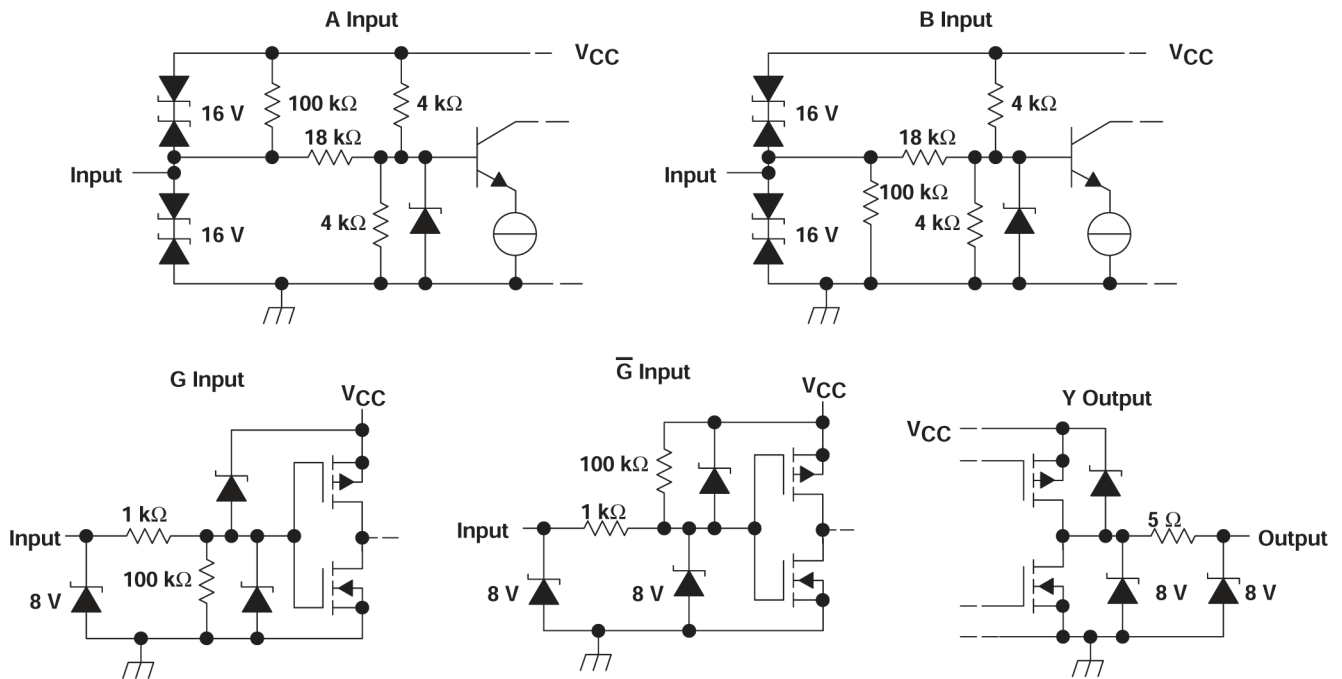 A Input
VCC
16 V
100 kΩ
4 kΩ
18 kΩ
Input
4 kΩ
16 V
B Input
VCC
16 V
4 kΩ
18 kΩ
Input
100 kΩ
4 kΩ
16 V
G Input
VCC
1 kΩ
Input
100 kΩ
8 V
G̅ Input
VCC
100 kΩ
1 kΩ
Input
8 V
8 V
Y Output
VCC
5 Ω
Output
8 V
8 V